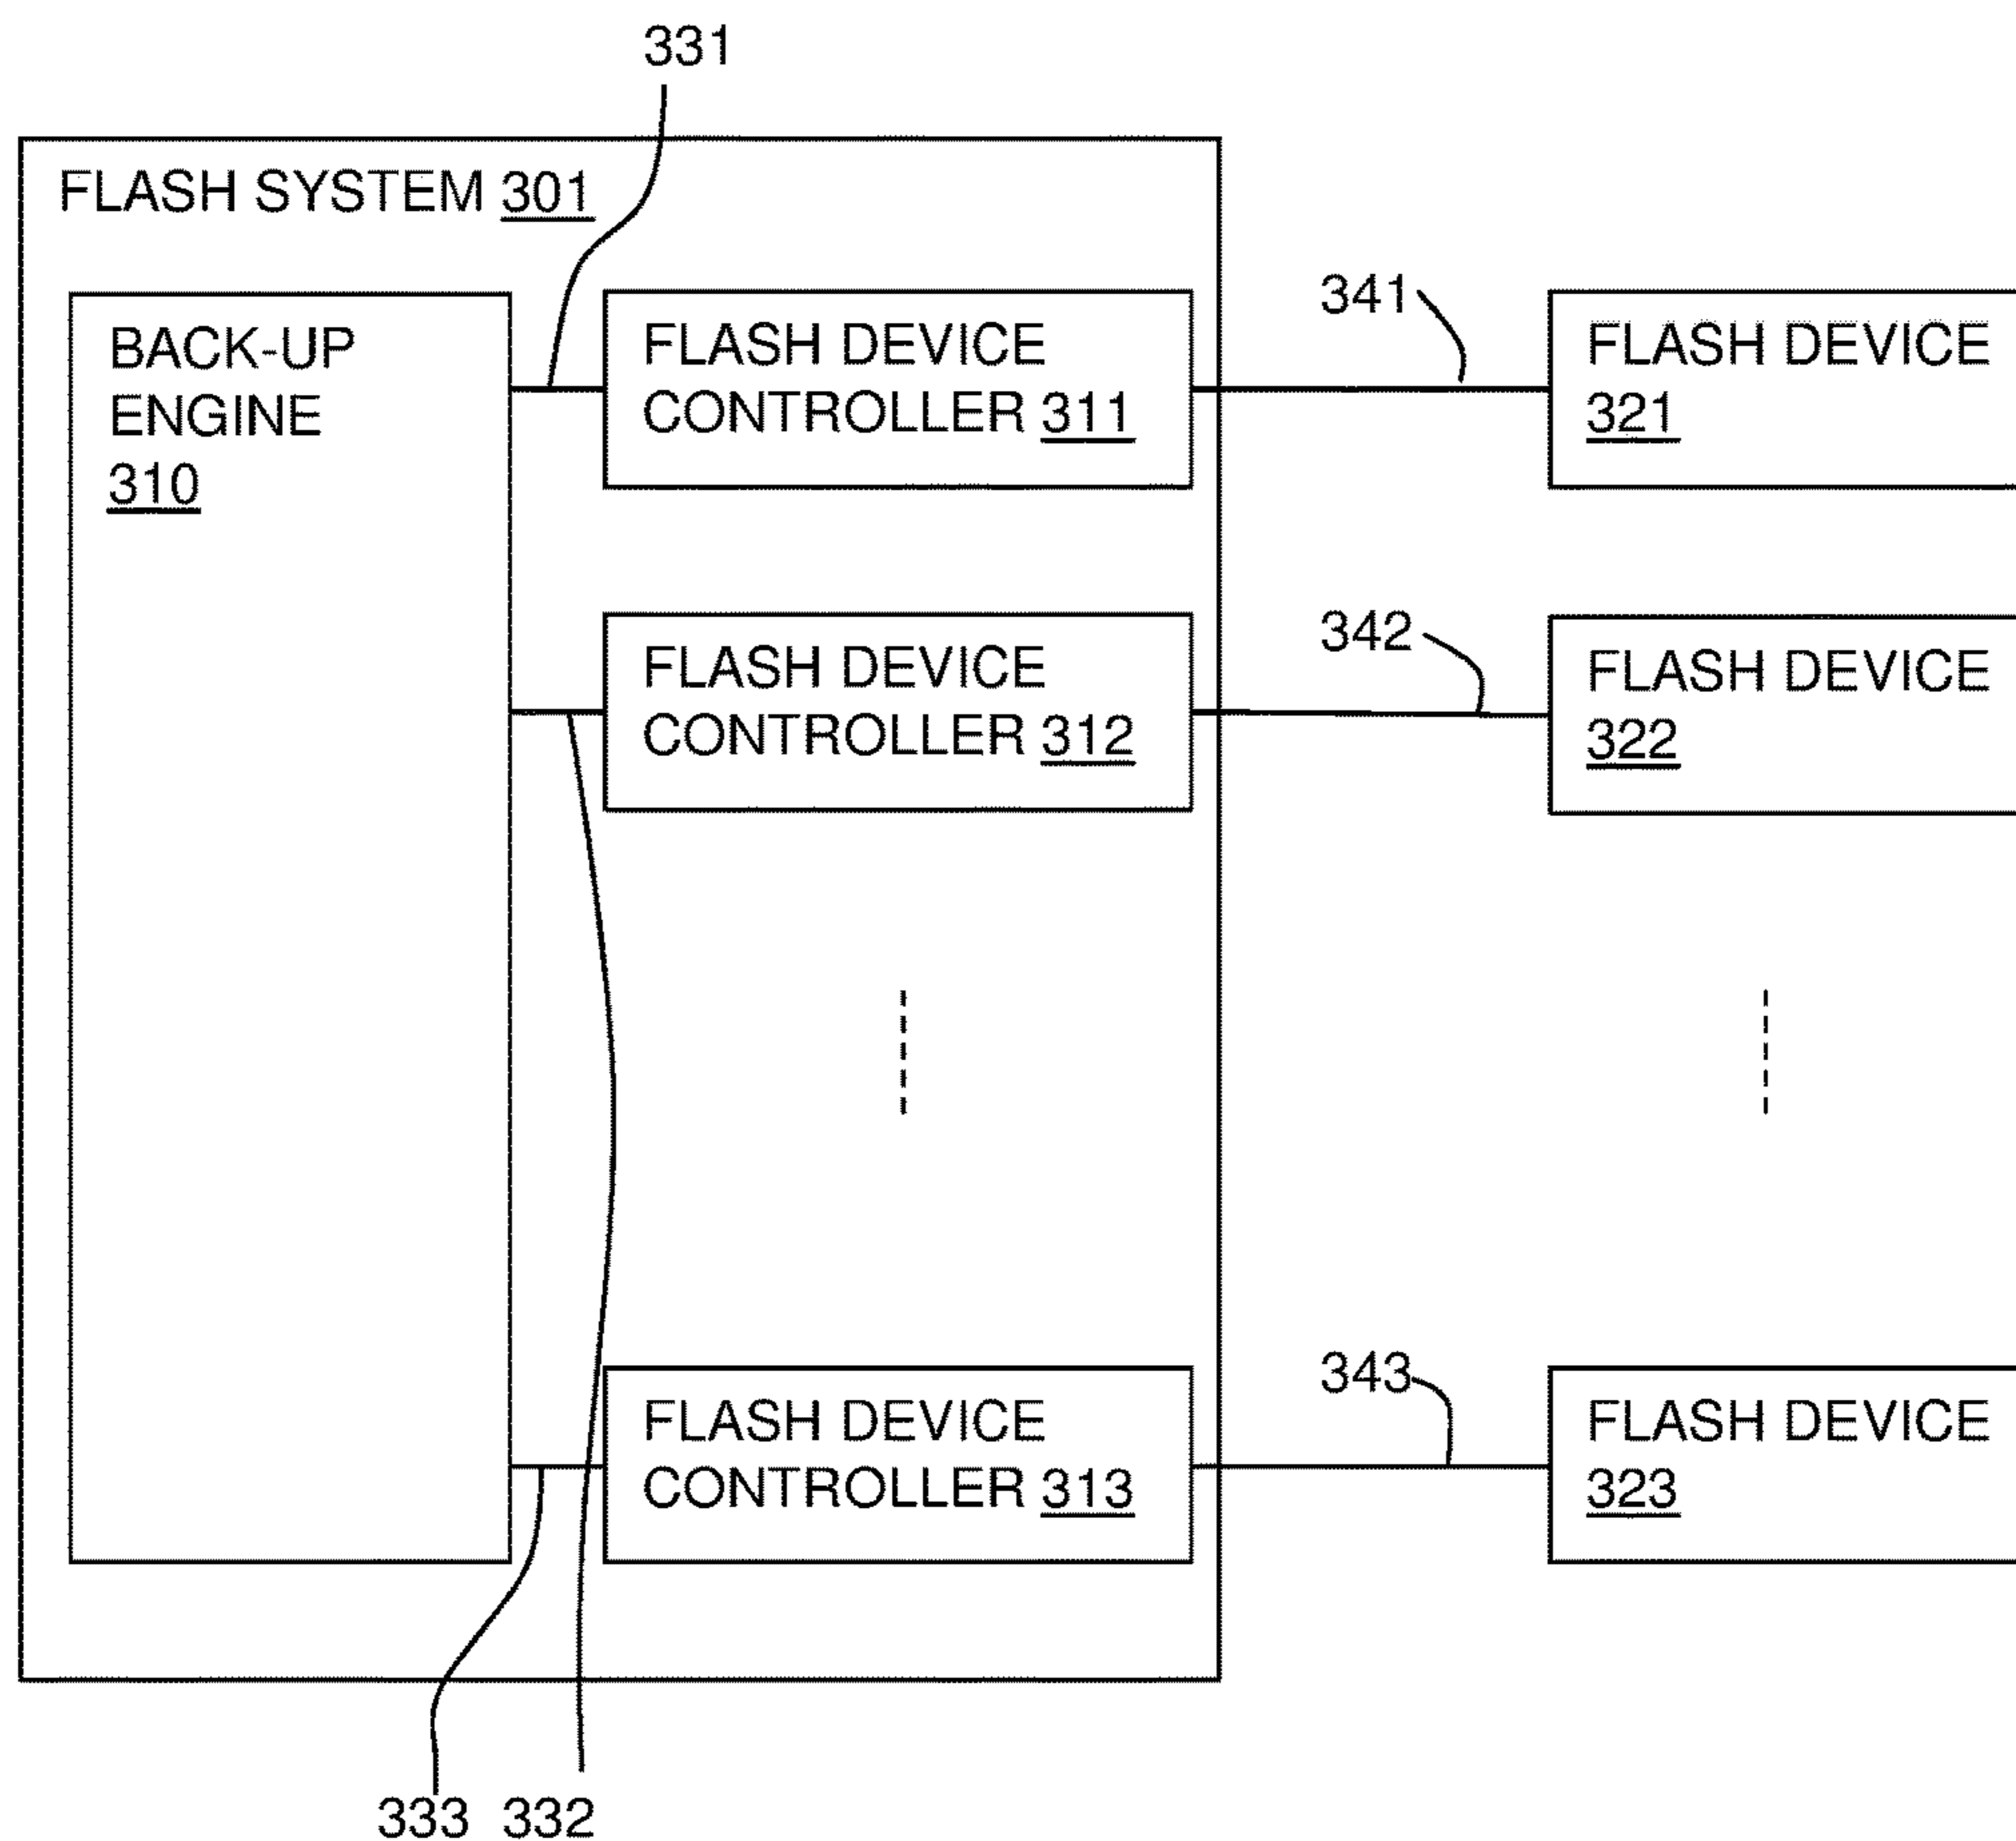 331
FLASH SYSTEM 301
BACK-UP
ENGINE
310
FLASH DEVICE
CONTROLLER 311
341
FLASH DEVICE
321
FLASH DEVICE
CONTROLLER 312
342
FLASH DEVICE
322
FLASH DEVICE
CONTROLLER 313
343
FLASH DEVICE
323
333
332